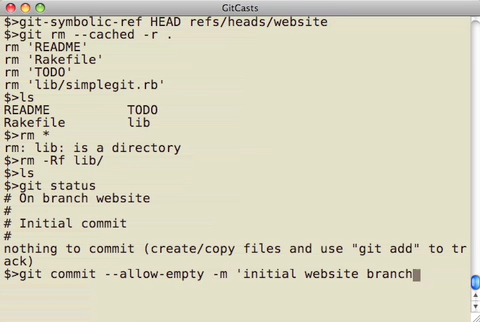 GitCasts
$>git-symbolic-ref HEAD refs/heads/website
$>git rm --cached -r .
rm 'README'
rm 'Rakefile'
rm 'TODO'
rm 'lib/simplegit.rb'
$>ls
README          TODO
Rakefile        lib
$>rm *
rm: lib: is a directory
$>rm -Rf lib/
$>ls
$>git status
# On branch website
#
# Initial commit
#
nothing to commit (create/copy files and use "git add" to tr
ack)
$>git commit --allow-empty -m 'initial website branch